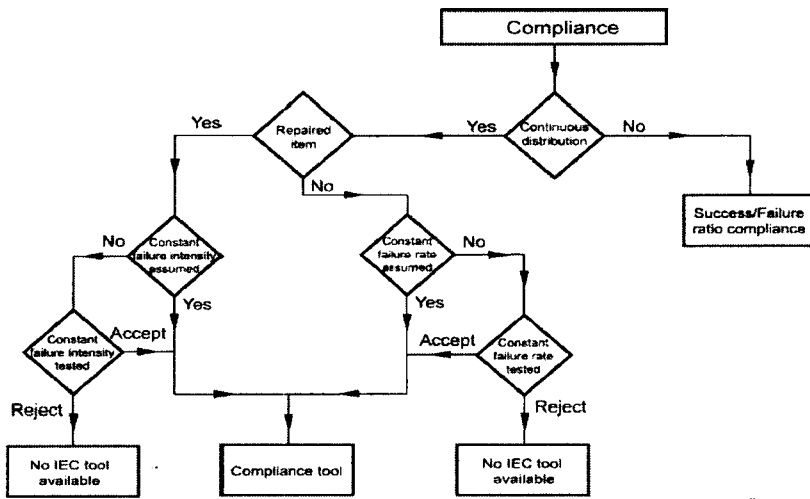 Compliance
Continuous
distribution
Yes
No
Repaired
item
Yes
No
Success/Failure
ratio compliance
Constant
failure intensity
assumed
No
Yes
Constant
failure rate
assumed
No
Yes
Constant
failure intensity
tested
Accept
Reject
Constant
failure rate
tested
Accept
Reject
No IEC tool
available
Compliance tool
No IEC tool
available